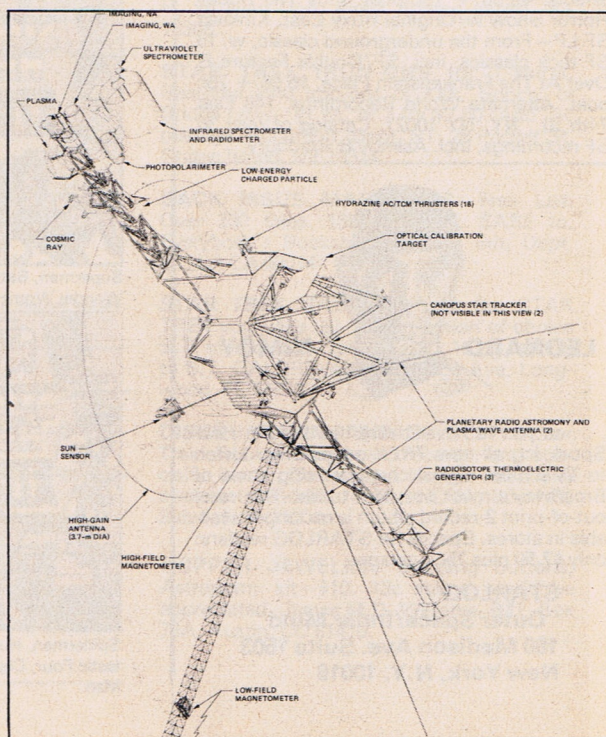 IMAGING, NA
IMAGING, WA
ULTRAVIOLET
SPECTROMETER
PLASMA
INFRARED SPECTROMETER
AND RADIOMETER
PHOTOPOLARIMETER
LOW-ENERGY
CHARGED PARTICLE
HYDRAZINE AC/TCM THRUSTERS (16)
COSMIC
RAY
OPTICAL CALIBRATION
TARGET
CANOPUS STAR TRACKER
(NOT VISIBLE IN THIS VIEW (2)
PLANETARY RADIO ASTROMONY AND
PLASMA WAVE ANTENNA (2)
SUN
SENSOR
RADIOISOTOPE THERMOELECTRIC
GENERATOR (3)
HIGH-GAIN
ANTENNA
(3.7-m DIA)
HIGH-FIELD
MAGNETOMETER
LOW-FIELD
MAGNETOMETER